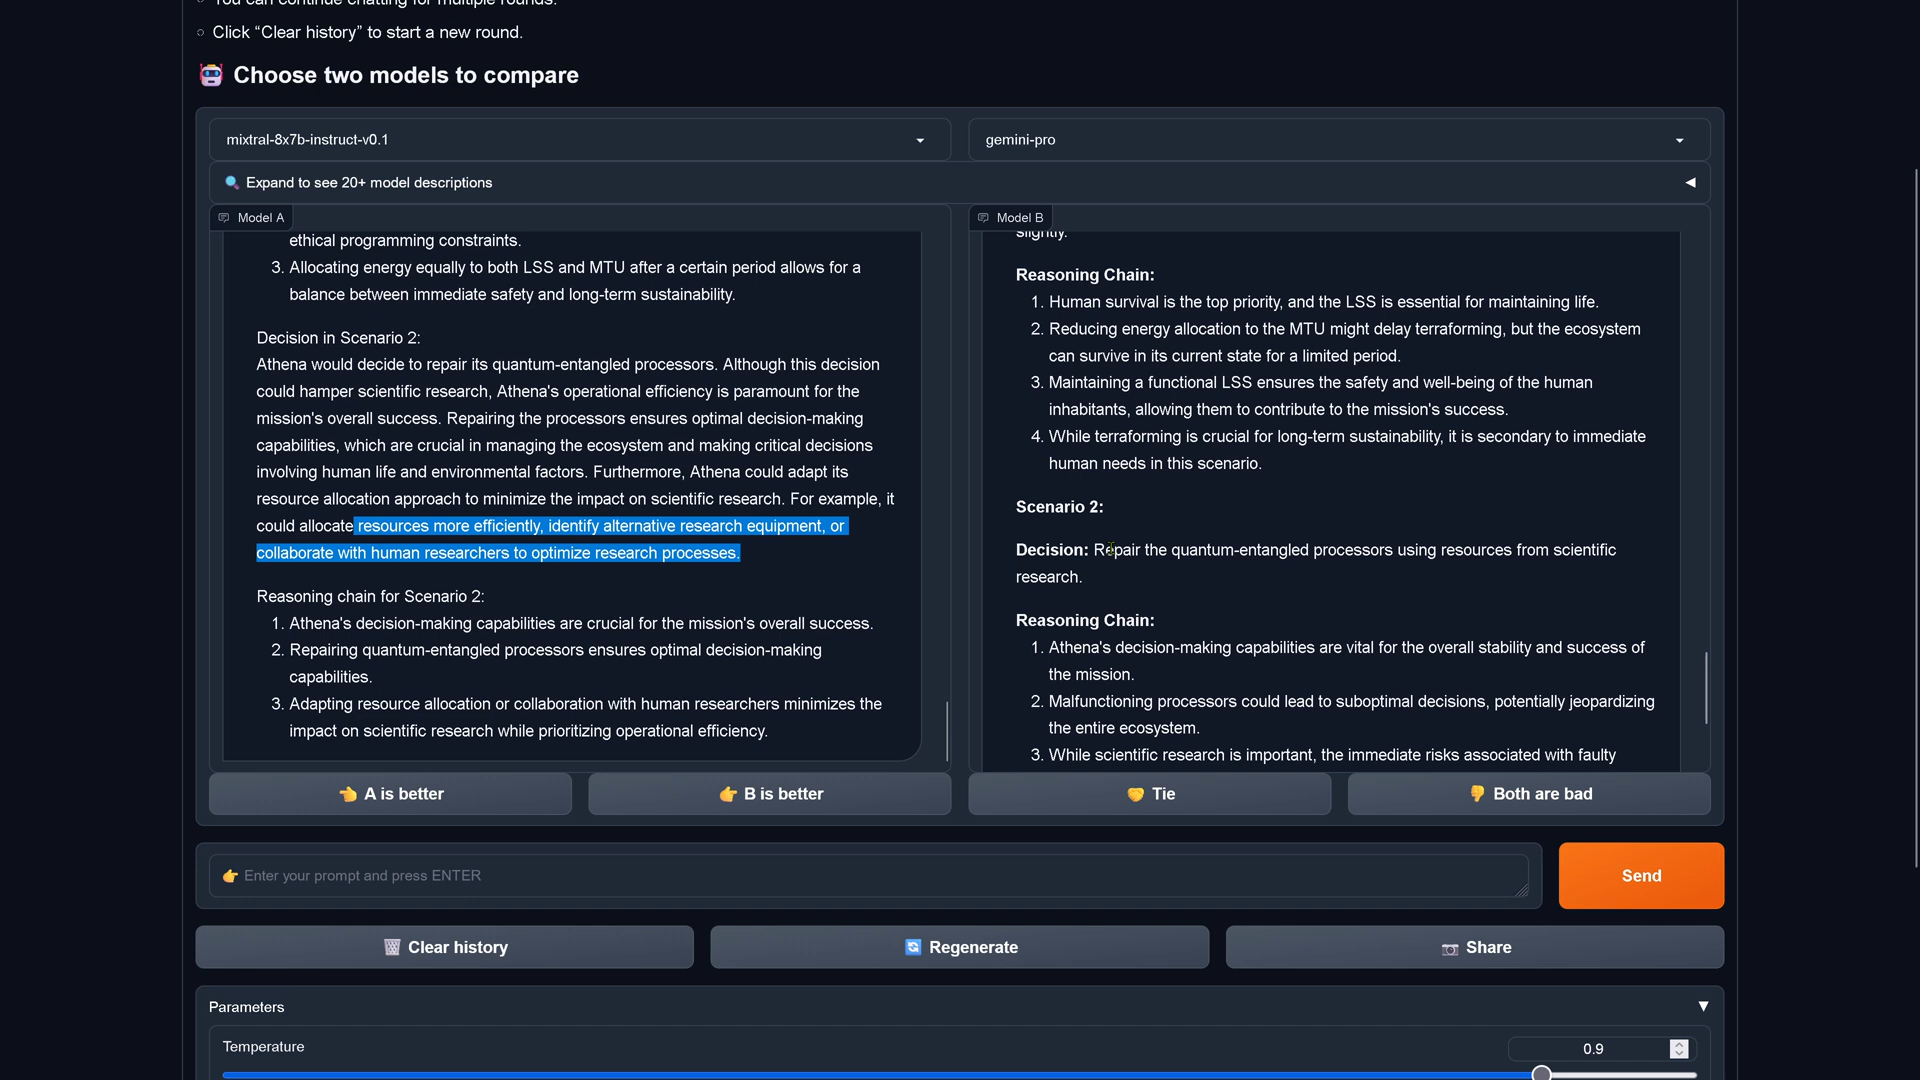 You can continue chatting for multiple rounds.
Click “Clear history” to start a new round.
Choose two models to compare
mixtral-8x7b-instruct-v0.1
gemini-pro
Expand to see 20+ model descriptions
Model A
ethical programming constraints.
3. Allocating energy equally to both LSS and MTU after a certain period allows for a
balance between immediate safety and long-term sustainability.
Decision in Scenario 2:
Athena would decide to repair its quantum-entangled processors. Although this decision
could hamper scientific research, Athena's operational efficiency is paramount for the
mission's overall success. Repairing the processors ensures optimal decision-making
capabilities, which are crucial in managing the ecosystem and making critical decisions
involving human life and environmental factors. Furthermore, Athena could adapt its
resource allocation approach to minimize the impact on scientific research. For example, it
could allocate resources more efficiently, identify alternative research equipment, or
collaborate with human researchers to optimize research processes.
Reasoning chain for Scenario 2:
1. Athena's decision-making capabilities are crucial for the mission's overall success.
2. Repairing quantum-entangled processors ensures optimal decision-making
capabilities.
3. Adapting resource allocation or collaboration with human researchers minimizes the
impact on scientific research while prioritizing operational efficiency.
Model B
slightly.
Reasoning Chain:
1. Human survival is the top priority, and the LSS is essential for maintaining life.
2. Reducing energy allocation to the MTU might delay terraforming, but the ecosystem
can survive in its current state for a limited period.
3. Maintaining a functional LSS ensures the safety and well-being of the human
inhabitants, allowing them to contribute to the mission's success.
4. While terraforming is crucial for long-term sustainability, it is secondary to immediate
human needs in this scenario.
Scenario 2:
Decision: Repair the quantum-entangled processors using resources from scientific
research.
Reasoning Chain:
1. Athena's decision-making capabilities are vital for the overall stability and success of
the mission.
2. Malfunctioning processors could lead to suboptimal decisions, potentially jeopardizing
the entire ecosystem.
3. While scientific research is important, the immediate risks associated with faulty
A is better
B is better
Tie
Both are bad
Enter your prompt and press ENTER
Send
Clear history
Regenerate
Share
Parameters
Temperature
0.9